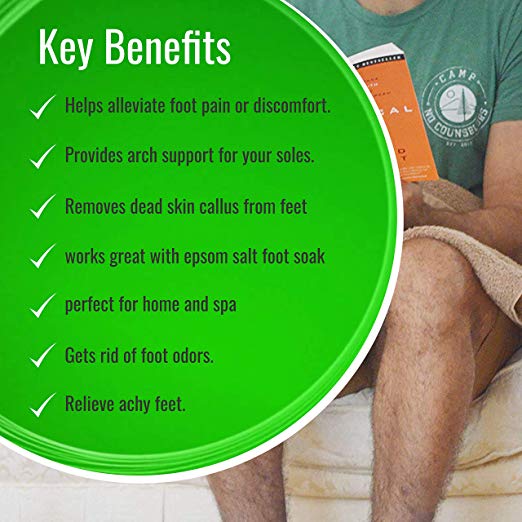 Key Benefits
Helps alleviate foot pain or discomfort.
Provides arch support for your soles.
Removes dead skin callus from feet
works great with epsom salt foot soak
perfect for home and spa
Gets rid of foot odors.
Relieve achy feet.
CAMP
NO COUNSELORS